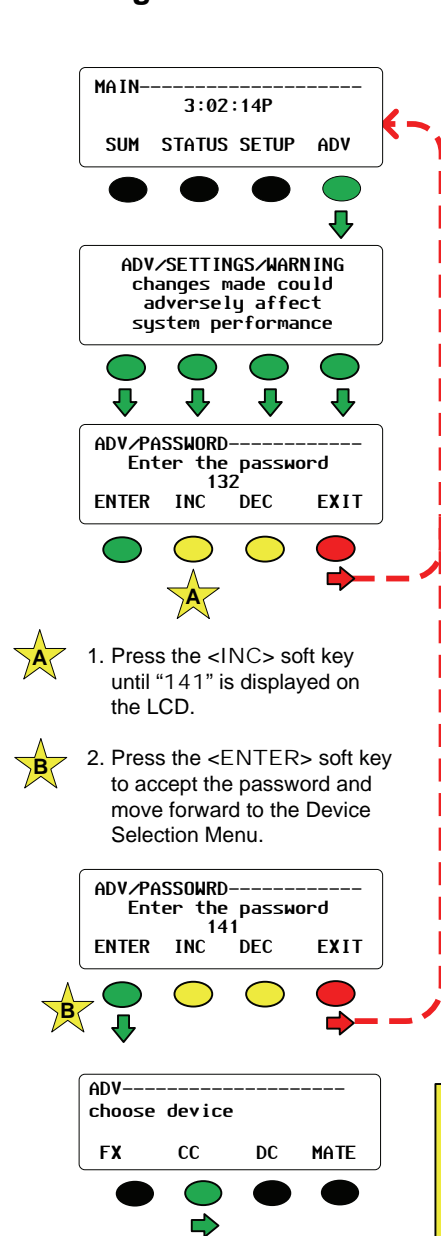 MAIN---------------------
3:02:14P
SUM STATUS SETUP ADV
ADV/SETTINGS/WARNING
changes made could
adversely affect
system performance
ADV/PASSWORD-------------
Enter the password
132
ENTER INC DEC EXIT
A
A
1. Press the <INC> soft key
until “141” is displayed on
the LCD.
B
2. Press the <ENTER> soft key
to accept the password and
move forward to the Device
Selection Menu.
ADV/PASSOWRD-------------
Enter the password
141
ENTER INC DEC EXIT
B
ADV---------------------
choose device
FX CC DC MATE